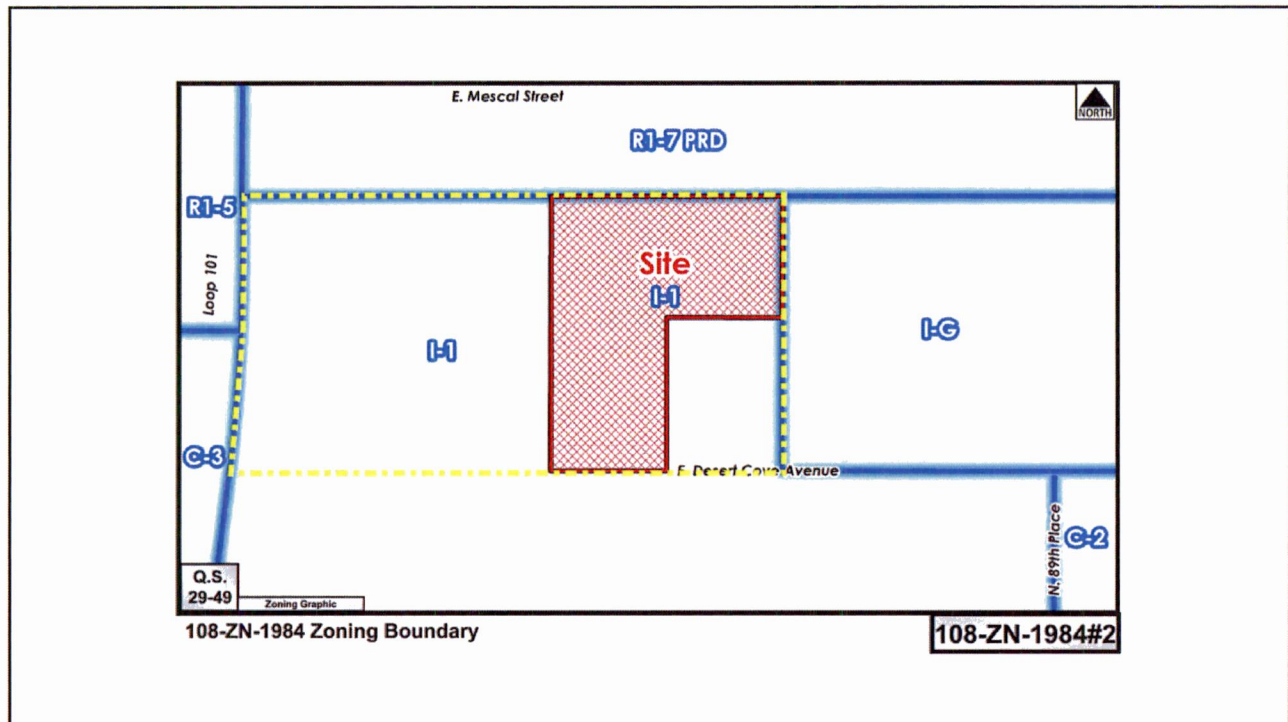 E. Mescal Street
NORTH
R1-7 PRD
R1-5
Loop 101
Site
I-1
I-1
I-G
C-3
E. Desert Cove Avenue
N. 89th Place
C-2
Q.S.
29-49
Zoning Graphic
108-ZN-1984 Zoning Boundary
108-ZN-1984#2